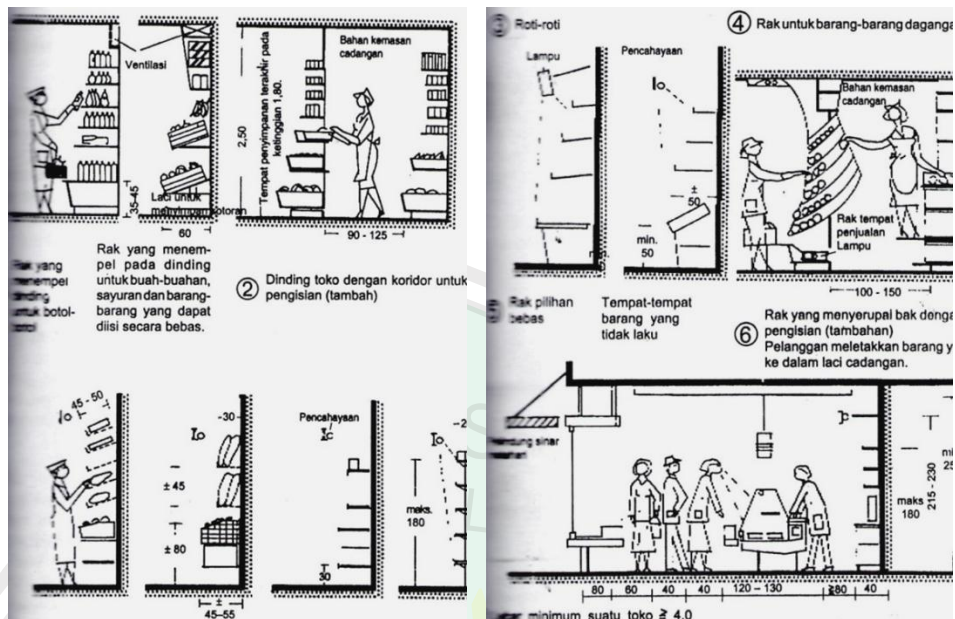 Ventilasi
2,50
Tempat penyimpanan terakhir pada
ketinggian 1,80.
Bahan kemasan
cadangan
35-45
Laci untuk
60
90 - 125
Rak yang
menempel
dinding
untuk botol-
botol
Rak yang menem-
pel pada dinding
untuk buah-buahan,
sayuran dan barang-
barang yang dapat
diisi secara bebas.
② Dinding toko dengan koridor untuk
pengisian (tambah)
45 - 50
± 45
± 80
-30-
±
45–55
Pencahayaan
30
maks.
180
③ Roti-roti
Lampu
Pencahayaan
±
50
min.
50
④ Rak untuk barang-barang dagang
Bahan kemasan
cadangan
Rak tempat
penjualan
Lampu
100 - 150
Rak pilihan
bebas
Tempat-tempat
barang yang
tidak laku
⑥ Rak yang menyerupai bak deng
pengisian (tambahan)
Pelanggan meletakkan barang y
ke dalam laci cadangan.
sinar
maks
180
215 - 230
80 60 40 40 120 – 130 ≧80 40
minimum suatu toko ≧ 4.0